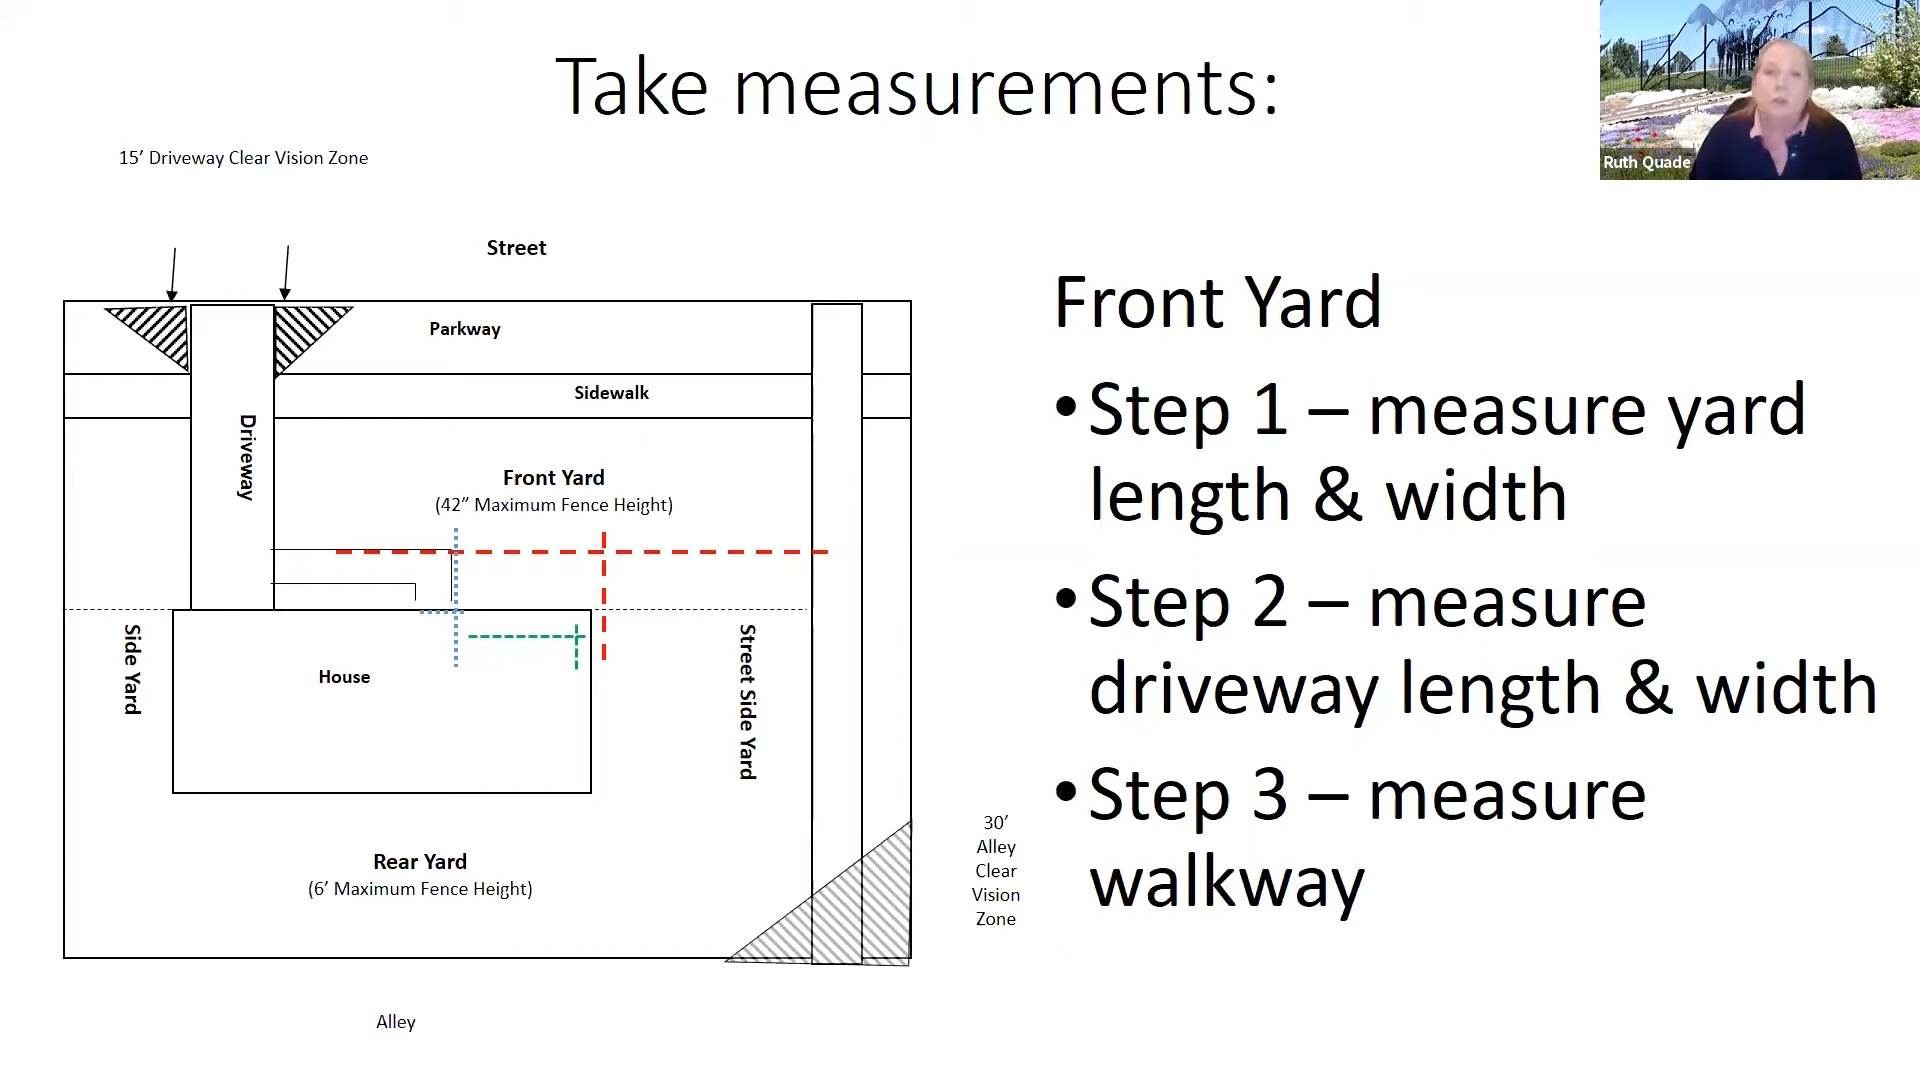 Take measurements:
Ruth Quade
15’ Driveway Clear Vision Zone
Street
Parkway
Sidewalk
Driveway
Front Yard
(42” Maximum Fence Height)
Side Yard
House
Street Side Yard
Rear Yard
(6’ Maximum Fence Height)
30’
Alley
Clear
Vision
Zone
Alley
Front Yard
•Step 1 – measure yard
length & width
•Step 2 – measure
driveway length & width
•Step 3 – measure
walkway